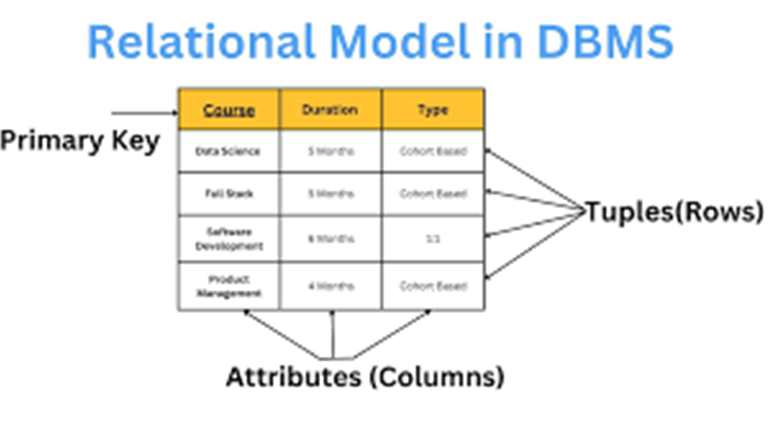 Relational Model in DBMS
Primary Key
Course Duration Type
Data Science 5 Months Cohort Based
Full Stack 5 Months Cohort Based
Software Development 6 Months 1:1
Product Management 4 Months Cohort Based
Tuples(Rows)
Attributes (Columns)